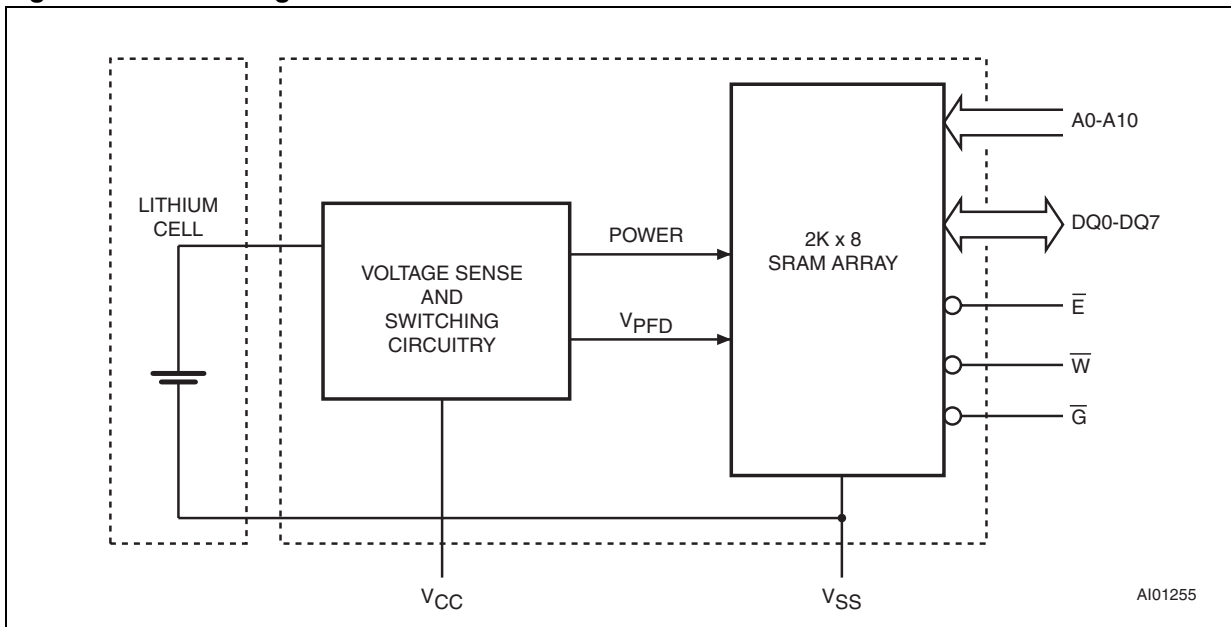 A0-A10
LITHIUM
CELL
POWER
2K x 8
SRAM ARRAY
DQ0-DQ7
VOLTAGE SENSE
AND
SWITCHING
CIRCUITRY
VPFD
E̅
W̅
G̅
VCC
VSS
AI01255